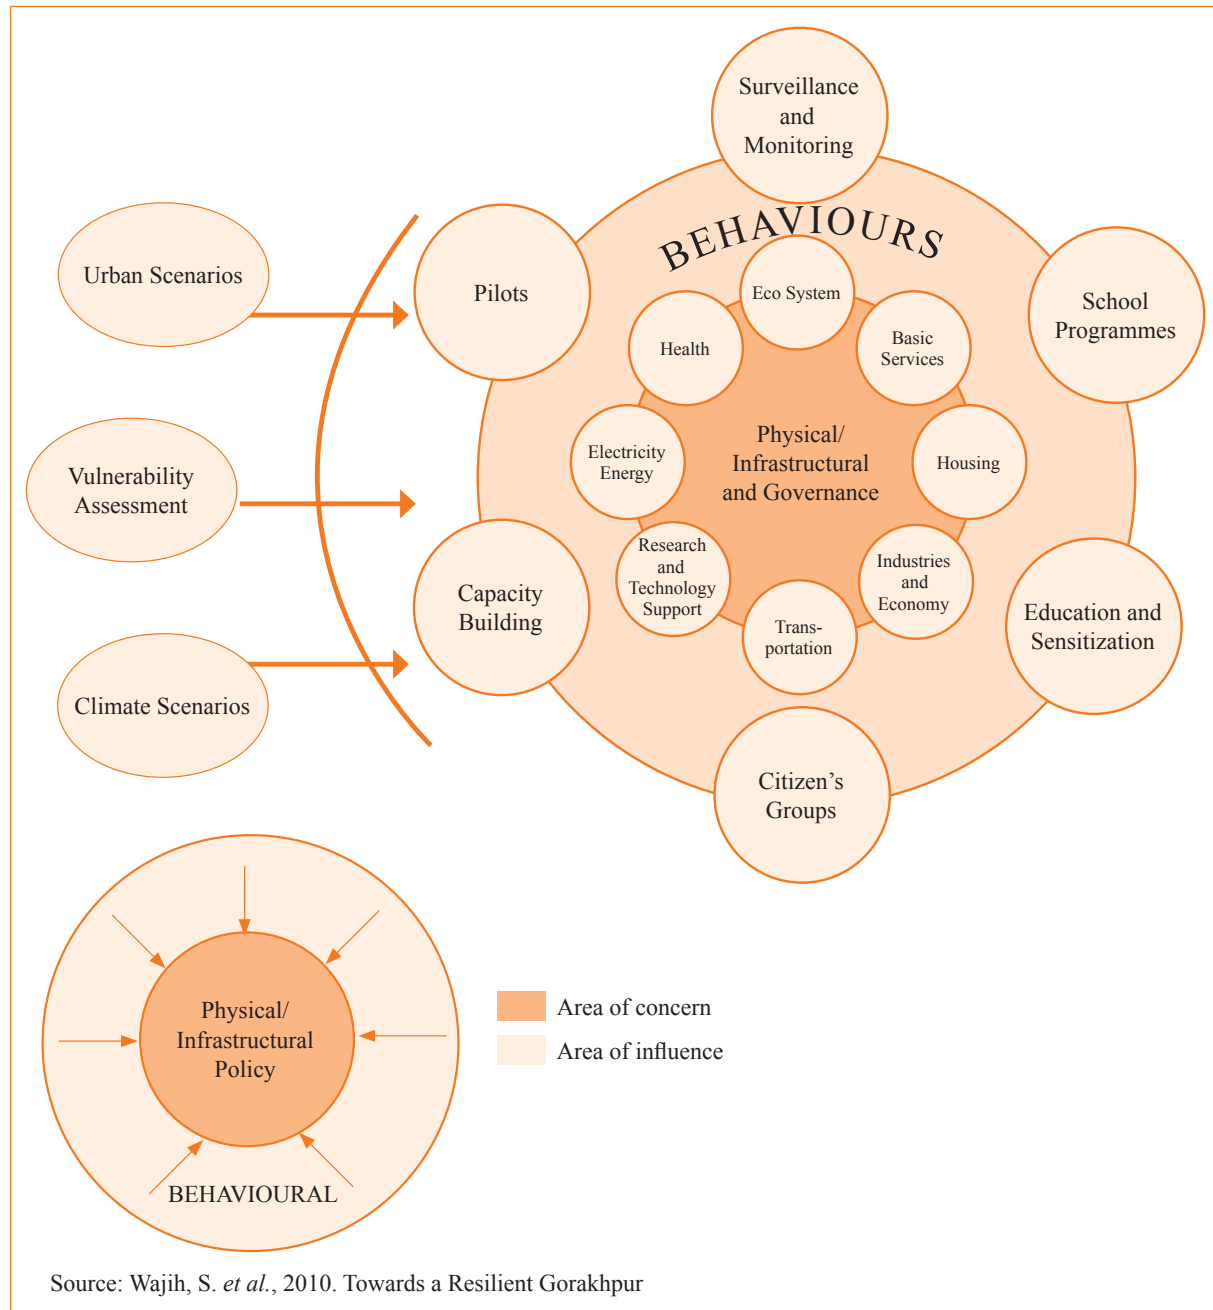 Surveillance
and
Monitoring
BEHAVIOURS
Urban Scenarios
Pilots
Eco System
School
Programmes
Health
Basic
Services
Vulnerability
Assessment
Electricity
Energy
Physical/
Infrastructural
and Governance
Housing
Research
and
Technology
Support
Industries
and
Economy
Capacity
Building
Trans-
portation
Education and
Sensitization
Climate Scenarios
Citizen’s
Groups
Physical/
Infrastructural
Policy
BEHAVIOURAL
Area of concern
Area of influence
Source: Wajih, S. et al., 2010. Towards a Resilient Gorakhpur